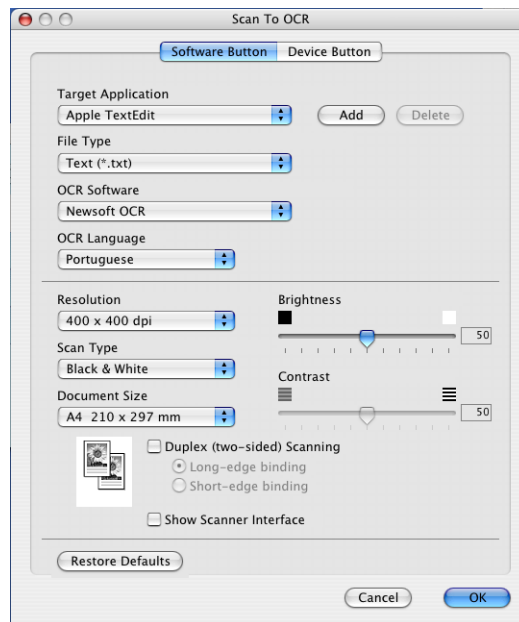 Scan To OCR
Software Button Device Button
Target Application
Apple TextEdit Add Delete
File Type
Text (*.txt)
OCR Software
Newsoft OCR
OCR Language
Portuguese
Resolution Brightness
400 x 400 dpi 50
Scan Type
Black & White Contrast
Document Size
A4 210 x 297 mm 50
Duplex (two-sided) Scanning
Long-edge binding
Short-edge binding
Show Scanner Interface
Restore Defaults
Cancel OK